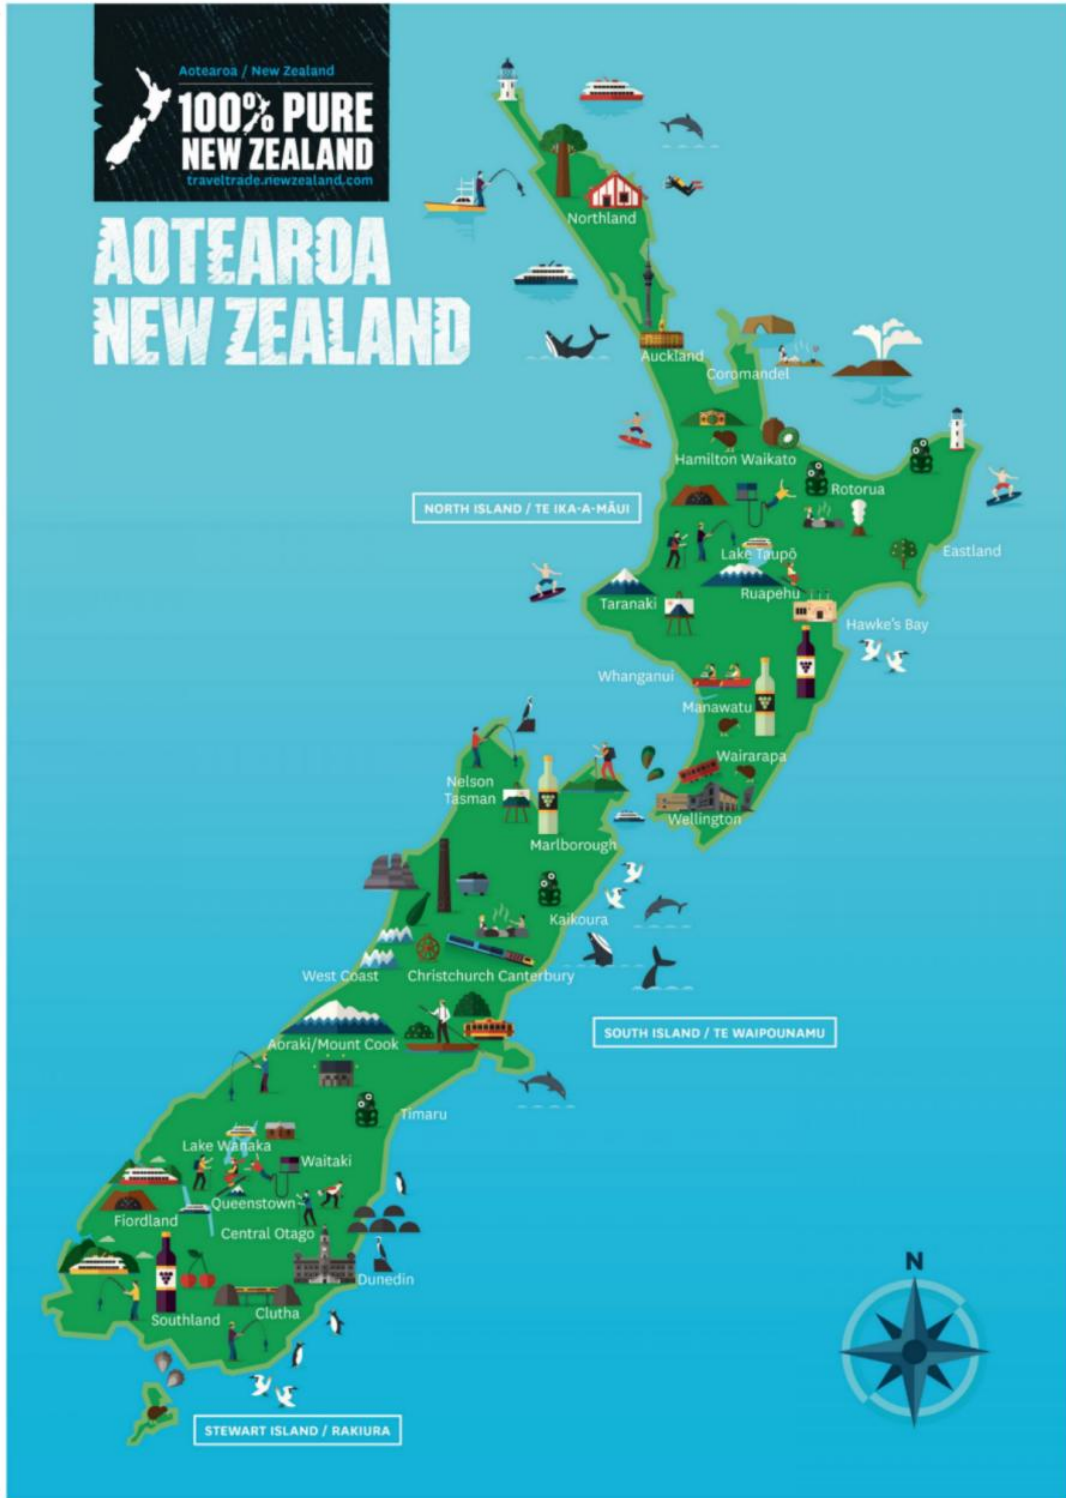 Aotearoa / New Zealand
100% PURE
NEW ZEALAND
traveltrade.newzealand.com
AOTEAROA
NEW ZEALAND
Northland
Auckland
Coromandel
Hamilton Waikato
NORTH ISLAND / TE IKA-A-MĀUI
Rotorua
Lake Taupō
Eastland
Ruapehu
Taranaki
Hawke's Bay
Whanganui
Manawatu
Wairarapa
Nelson
Tasman
Wellington
Marlborough
Kaikoura
West Coast
Christchurch Canterbury
SOUTH ISLAND / TE WAIPOUNAMU
Aoraki/Mount Cook
Timaru
Lake Wanaka
Waitaki
Queenstown
Fiordland
Central Otago
Dunedin
Clutha
Southland
N
STEWART ISLAND / RAKIURA